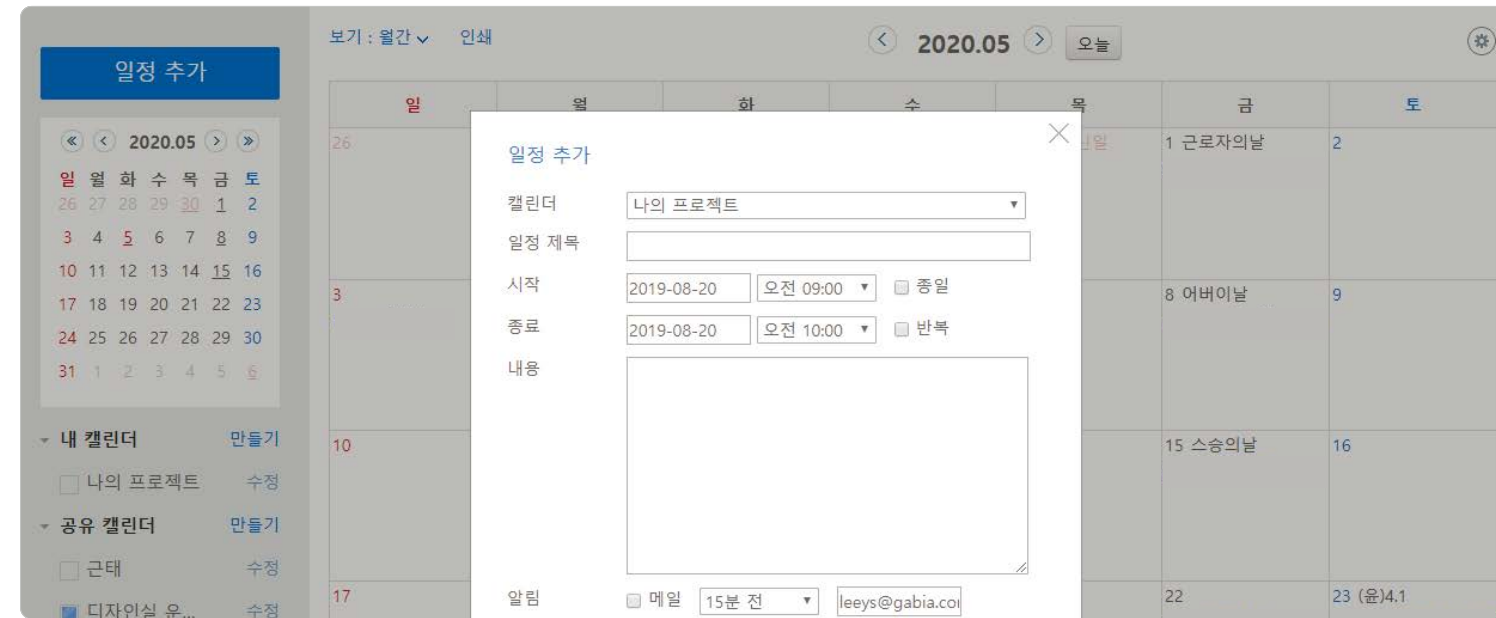 보기 : 월간 인쇄
2020.05 오늘
일정 추가
일 월 화 수 목 금 토
2020.05
일 월 화 수 목 금 토
26 27 28 29 30 1 2
3 4 5 6 7 8 9
10 11 12 13 14 15 16
17 18 19 20 21 22 23
24 25 26 27 28 29 30
31 1 2 3 4 5 6
내 캘린더 만들기
나의 프로젝트 수정
공유 캘린더 만들기
근태 수정
디자인실 운... 수정
26 1 근로자의날 2
3 8 어버이날 9
10 15 스승의날 16
17 22 23 (윤)4.1
일정 추가
캘린더 나의 프로젝트
일정 제목
시작 2019-08-20 오전 09:00 종일
종료 2019-08-20 오전 10:00 반복
내용
알림 메일 15분 전 leeys@gabia.co